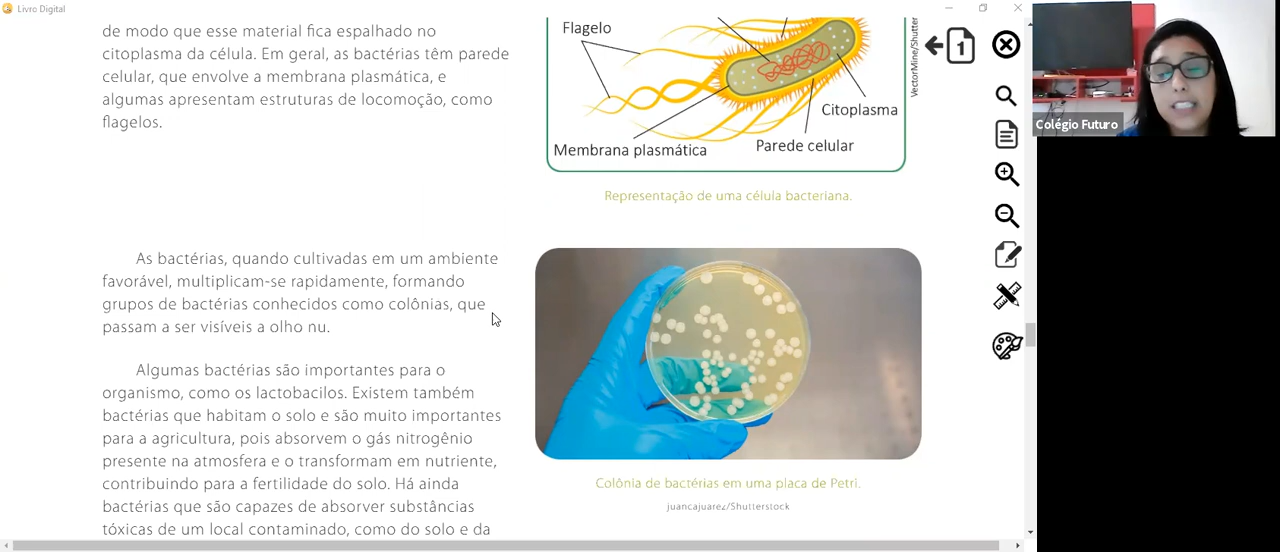 Livro Digital
de modo que esse material fica espalhado no
citoplasma da célula. Em geral, as bactérias têm parede
celular, que envolve a membrana plasmática, e
algumas apresentam estruturas de locomoção, como
flagelos.
Flagelo
Citoplasma
Parede celular
Membrana plasmática
VectorMine/Shutter
Representação de uma célula bacteriana.
1
Colégio Futuro
As bactérias, quando cultivadas em um ambiente
favorável, multiplicam-se rapidamente, formando
grupos de bactérias conhecidos como colônias, que
passam a ser visíveis a olho nu.
Algumas bactérias são importantes para o
organismo, como os lactobacilos. Existem também
bactérias que habitam o solo e são muito importantes
para a agricultura, pois absorvem o gás nitrogênio
presente na atmosfera e o transformam em nutriente,
contribuindo para a fertilidade do solo. Há ainda
bactérias que são capazes de absorver substâncias
tóxicas de um local contaminado, como do solo e da
Colônia de bactérias em uma placa de Petri.
juancajuarez/Shutterstock